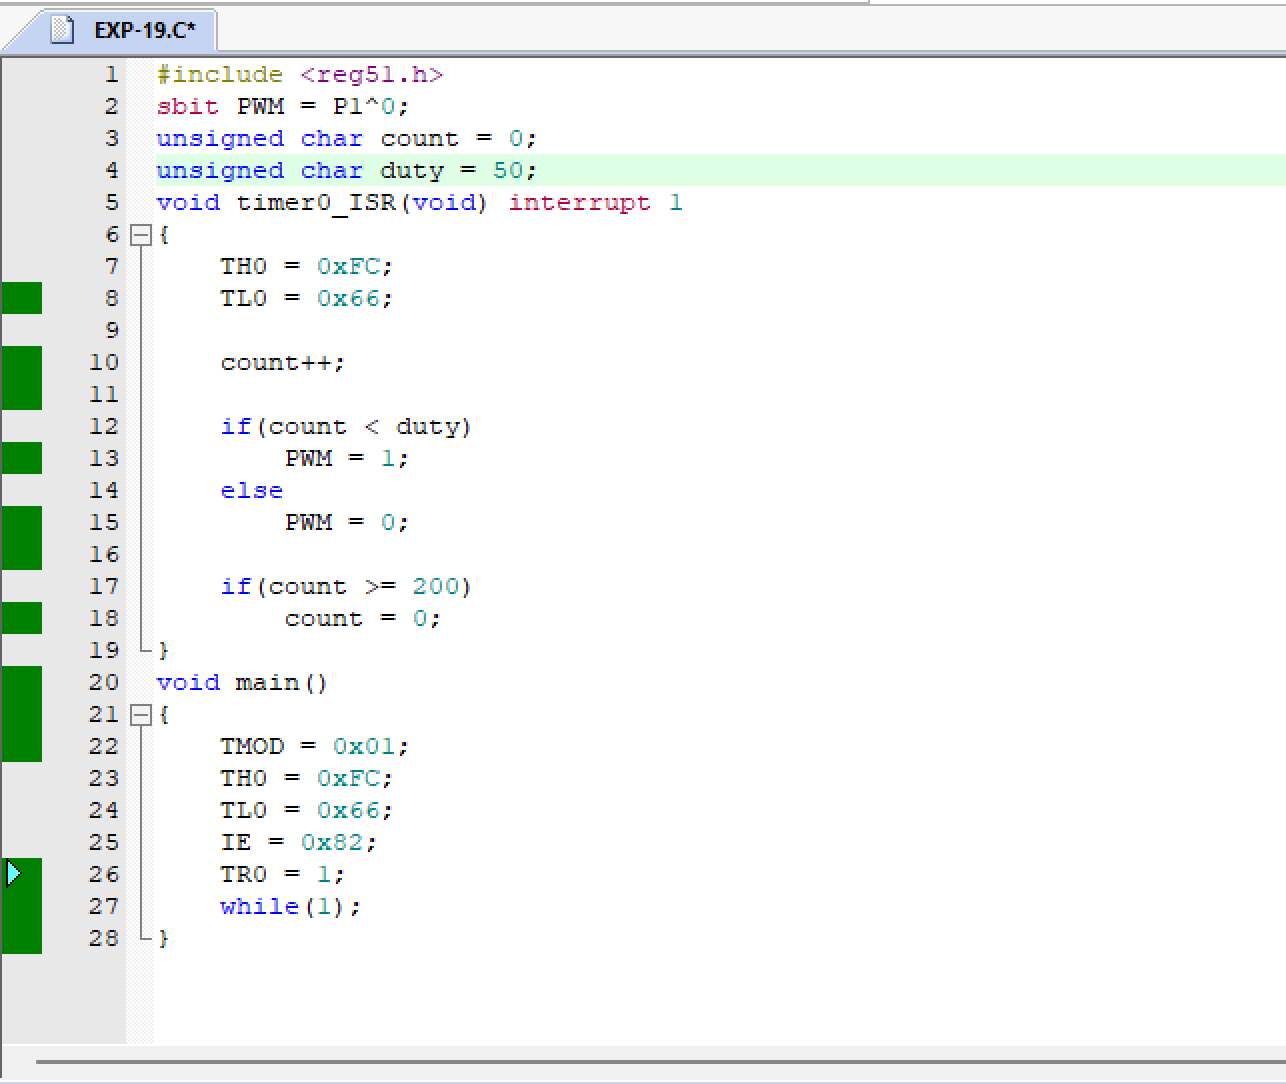 EXP-19.C*
1 #include <reg51.h>
2 sbit PWM = P1^0;
3 unsigned char count = 0;
4 unsigned char duty = 50;
5 void timer0_ISR(void) interrupt 1
6 {
7 TH0 = 0xFC;
8 TL0 = 0x66;
9
10 count++;
11
12 if(count < duty)
13 PWM = 1;
14 else
15 PWM = 0;
16
17 if(count >= 200)
18 count = 0;
19 }
20 void main()
21 {
22 TMOD = 0x01;
23 TH0 = 0xFC;
24 TL0 = 0x66;
25 IE = 0x82;
26 TR0 = 1;
27 while(1);
28 }